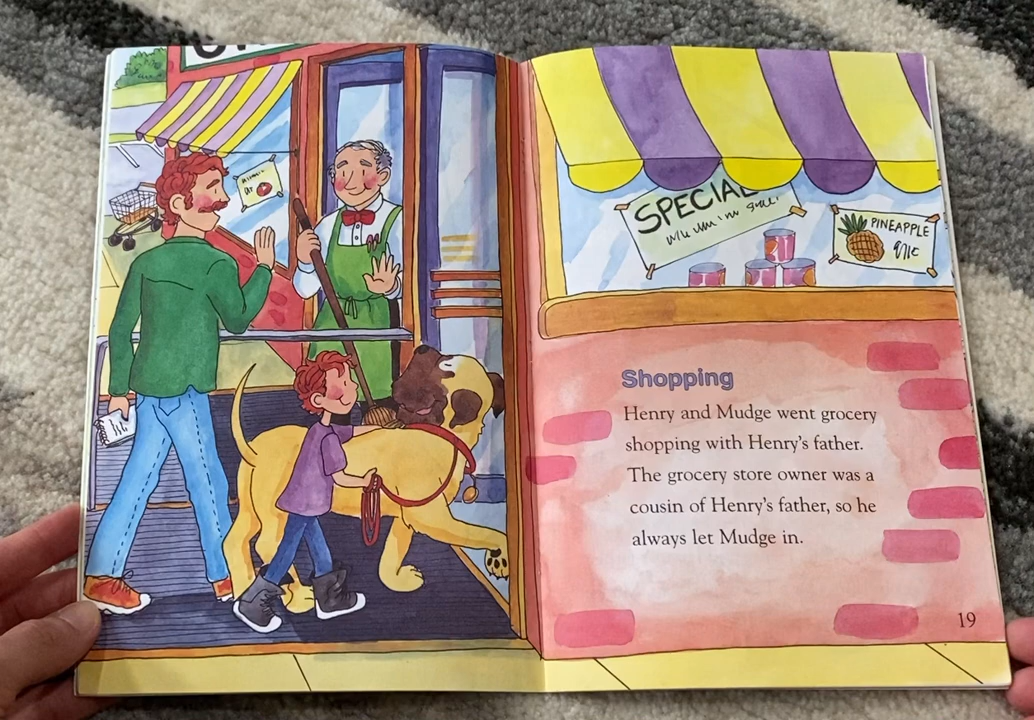 SPECIAL
PINEAPPLE
Shopping
Henry and Mudge went grocery
shopping with Henry's father.
The grocery store owner was a
cousin of Henry's father, so he
always let Mudge in.
19